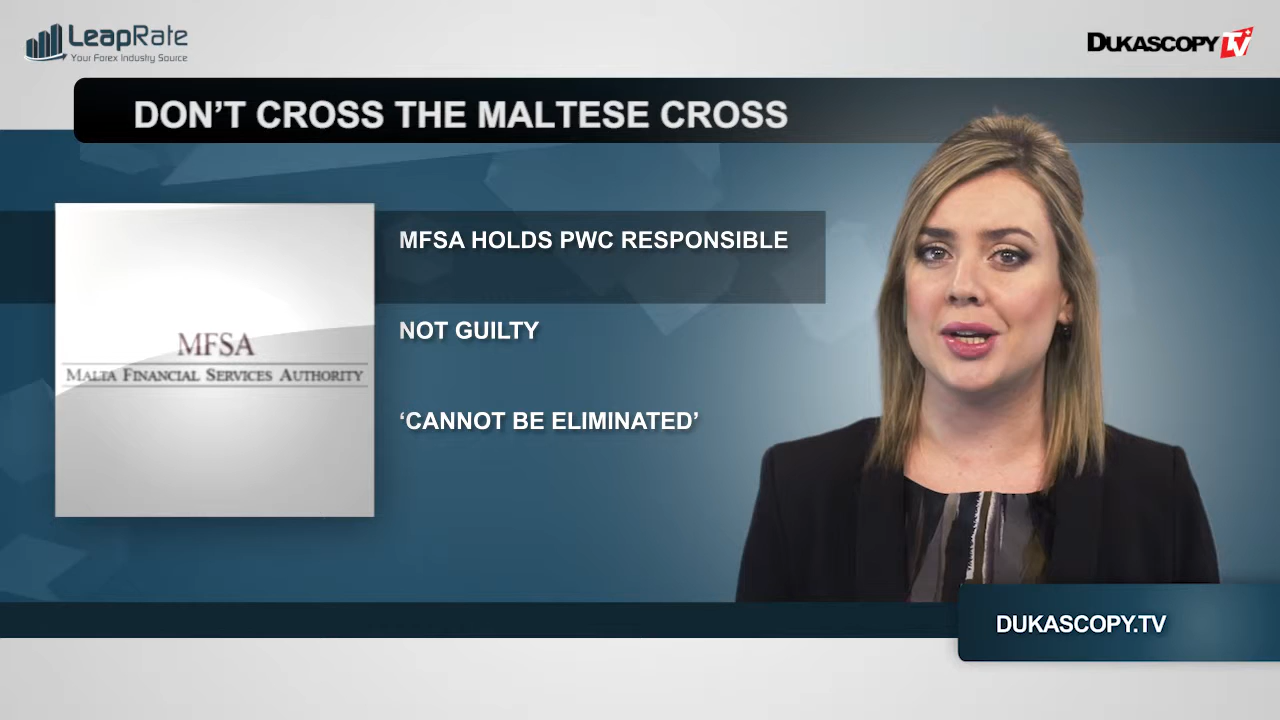 LeapRate
Your Forex Industry Source
DUKASCOPY TV
DON’T CROSS THE MALTESE CROSS
MFSA HOLDS PWC RESPONSIBLE
MFSA
MALTA FINANCIAL SERVICES AUTHORITY
NOT GUILTY
‘CANNOT BE ELIMINATED’
DUKASCOPY.TV